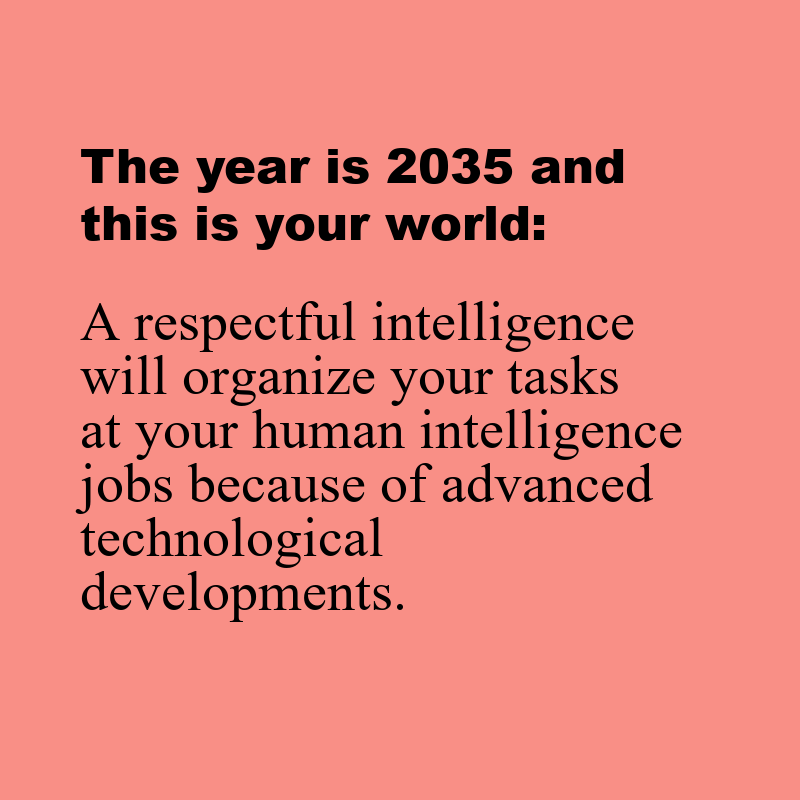 The year is 2035 and
this is your world:
A respectful intelligence
will organize your tasks
at your human intelligence
jobs because of advanced
technological
developments.